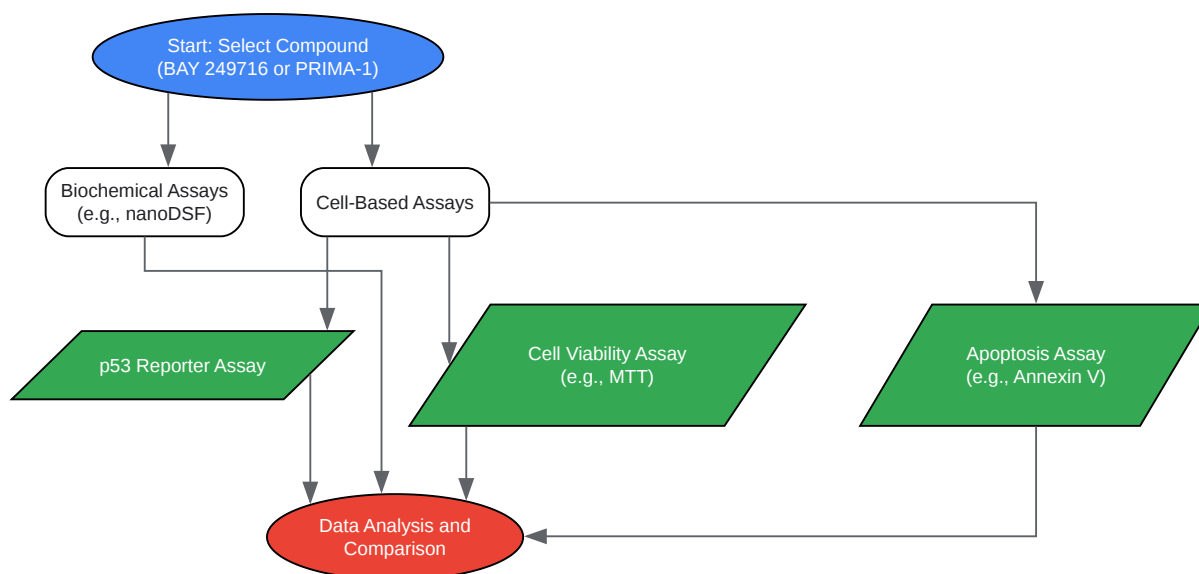 Start: Select Compound
(BAY 249716 or PRIMA-1)
Biochemical Assays
(e.g., nanoDSF)
Cell-Based Assays
p53 Reporter Assay
Cell Viability Assay
(e.g., MTT)
Apoptosis Assay
(e.g., Annexin V)
Data Analysis and
Comparison